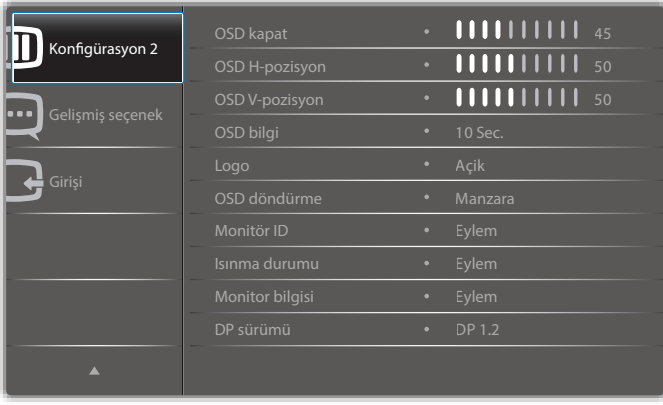 Konfigürasyon 2
Gelişmiş seçenek
Girişi
OSD kapat • 45
OSD H-pozisyon • 50
OSD V-pozisyon • 50
OSD bilgi • 10 Sec.
Logo • Açik
OSD döndürme • Manzara
Monitör ID • Eylem
Isınma durumu • Eylem
Monitor bilgisi • Eylem
DP sürümü • DP 1.2